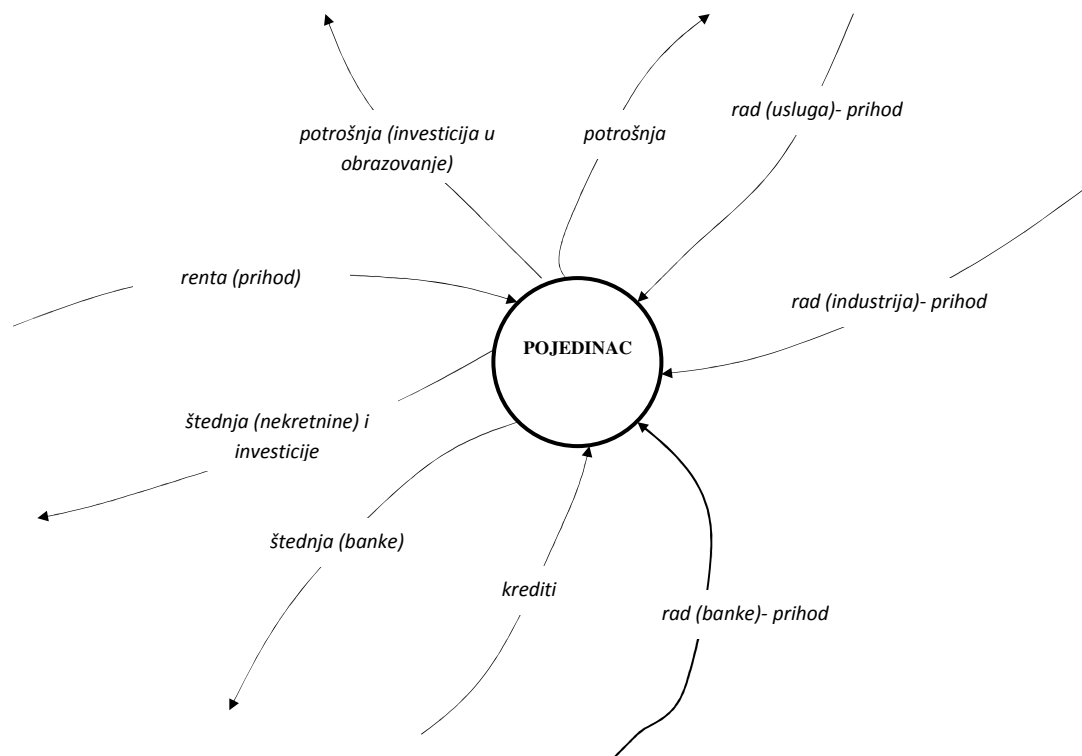 rad (usluga)- prihod
potrošnja (investicija u
obrazovanje)
potrošnja
renta (prihod)
rad (industrija)- prihod
POJEDINAC
štednja (nekretnine) i
investicije
štednja (banke)
krediti
rad (banke)- prihod